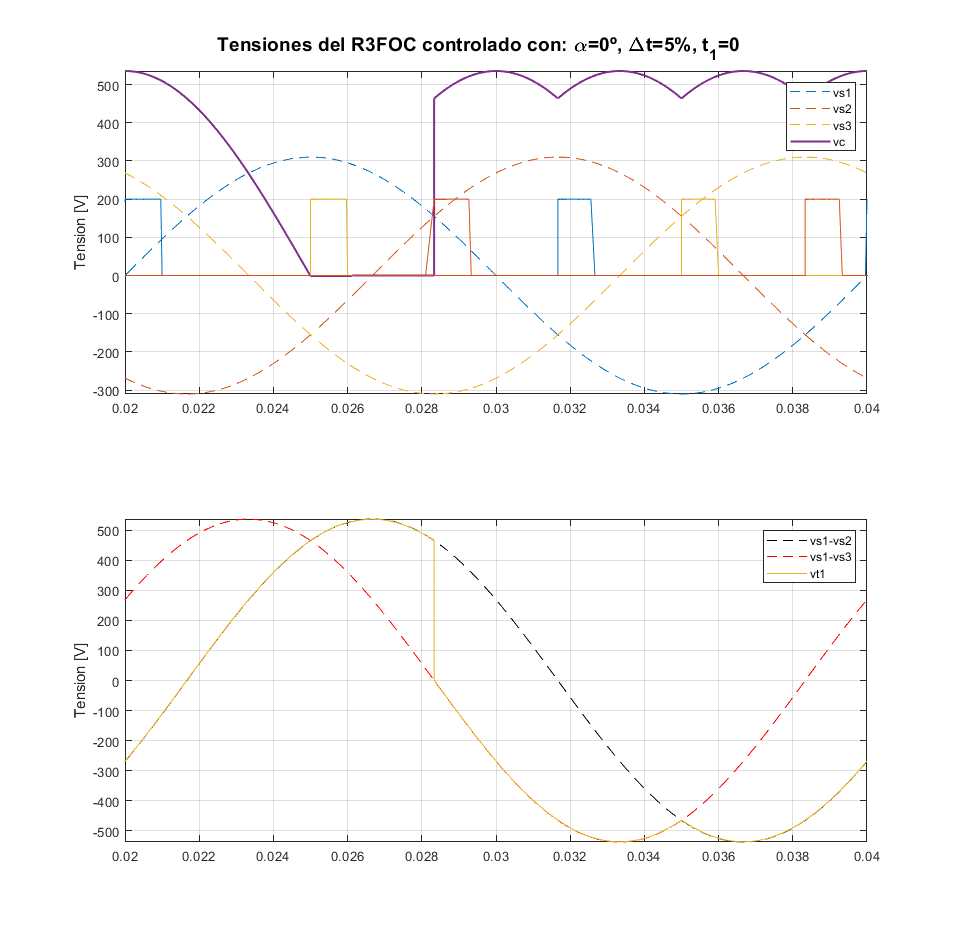 Tensiones del R3FOC controlado con: α=0º, Δt=5%, t1=0
500
400
300
200
100
0
-100
-200
-300
Tension [V]
vs1
vs2
vs3
vc
0.02 0.022 0.024 0.026 0.028 0.03 0.032 0.034 0.036 0.038 0.04
500
400
300
200
100
0
-100
-200
-300
-400
-500
Tension [V]
vs1-vs2
vs1-vs3
vt1
0.02 0.022 0.024 0.026 0.028 0.03 0.032 0.034 0.036 0.038 0.04